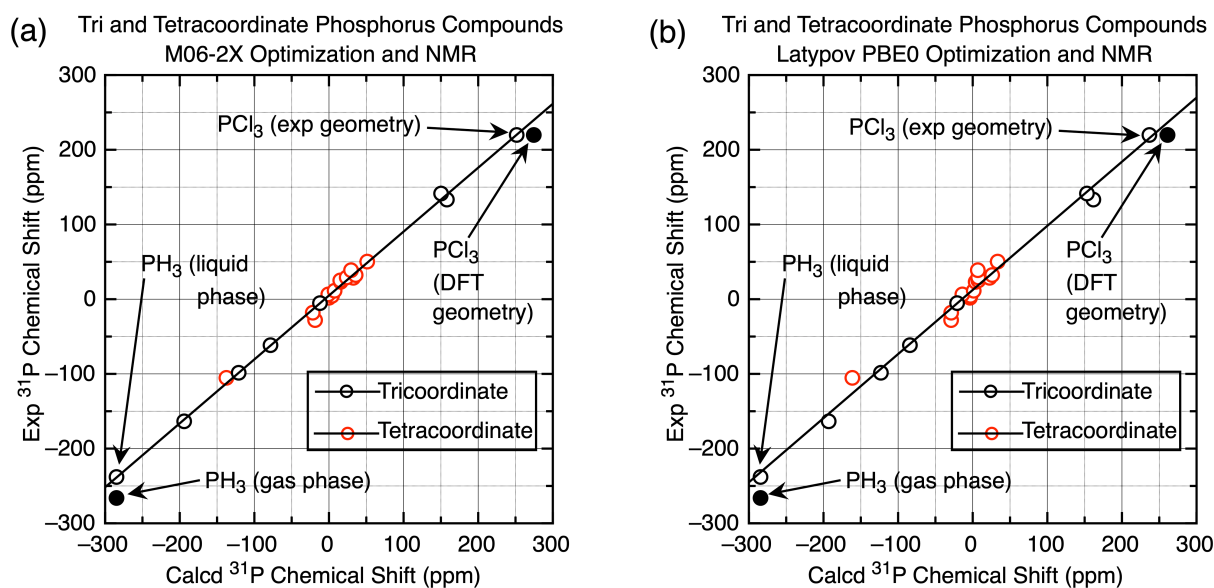 (a) Tri and Tetracoordinate Phosphorus Compounds
M06-2X Optimization and NMR
Exp ³¹P Chemical Shift (ppm)
300
200
100
0
−100
−200
−300
PCl₃ (exp geometry)
PCl₃
(DFT
geometry)
PH₃ (liquid
phase)
Tricoordinate
Tetracoordinate
PH₃ (gas phase)
−300 −200 −100 0 100 200 300
Calcd ³¹P Chemical Shift (ppm)
(b) Tri and Tetracoordinate Phosphorus Compounds
Latypov PBE0 Optimization and NMR
Exp ³¹P Chemical Shift (ppm)
300
200
100
0
−100
−200
−300
PCl₃ (exp geometry)
PCl₃
(DFT
geometry)
PH₃ (liquid
phase)
Tricoordinate
Tetracoordinate
PH₃ (gas phase)
−300 −200 −100 0 100 200 300
Calcd ³¹P Chemical Shift (ppm)